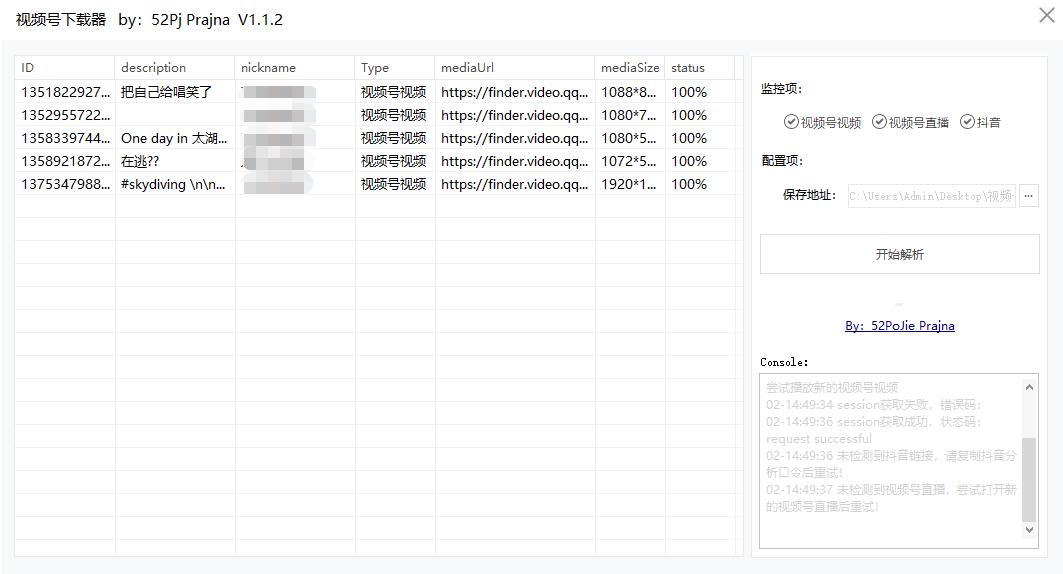 视频号下载器 by：52Pj Prajna V1.1.2
ID description nickname Type mediaUrl mediaSize status
1351822927... 把自己给唱笑了 视频号视频 https://finder.video.qq... 1088*8... 100%
1352955722... 视频号视频 https://finder.video.qq... 1080*7... 100%
1358339744... One day in 太湖... 视频号视频 https://finder.video.qq... 1080*5... 100%
1358921872... 在逃?? 视频号视频 https://finder.video.qq... 1072*5... 100%
1375347988... #skydiving \n\n... 视频号视频 https://finder.video.qq... 1920*1... 100%
监控项：
视频号视频 视频号直播 抖音
配置项：
保存地址： C:\Users\Admin\Desktop\视频 ...
开始解析
By：52PoJie Prajna
Console:
尝试播放新的视频号视频
02-14:49:34 session获取失败，错误码：
02-14:49:36 session获取成功，状态码：
request successful
02-14:49:36 未检测到抖音链接，请复制抖音分
析口令后重试！
02-14:49:37 未检测到视频号直播，尝试打开新
的视频号直播后重试！